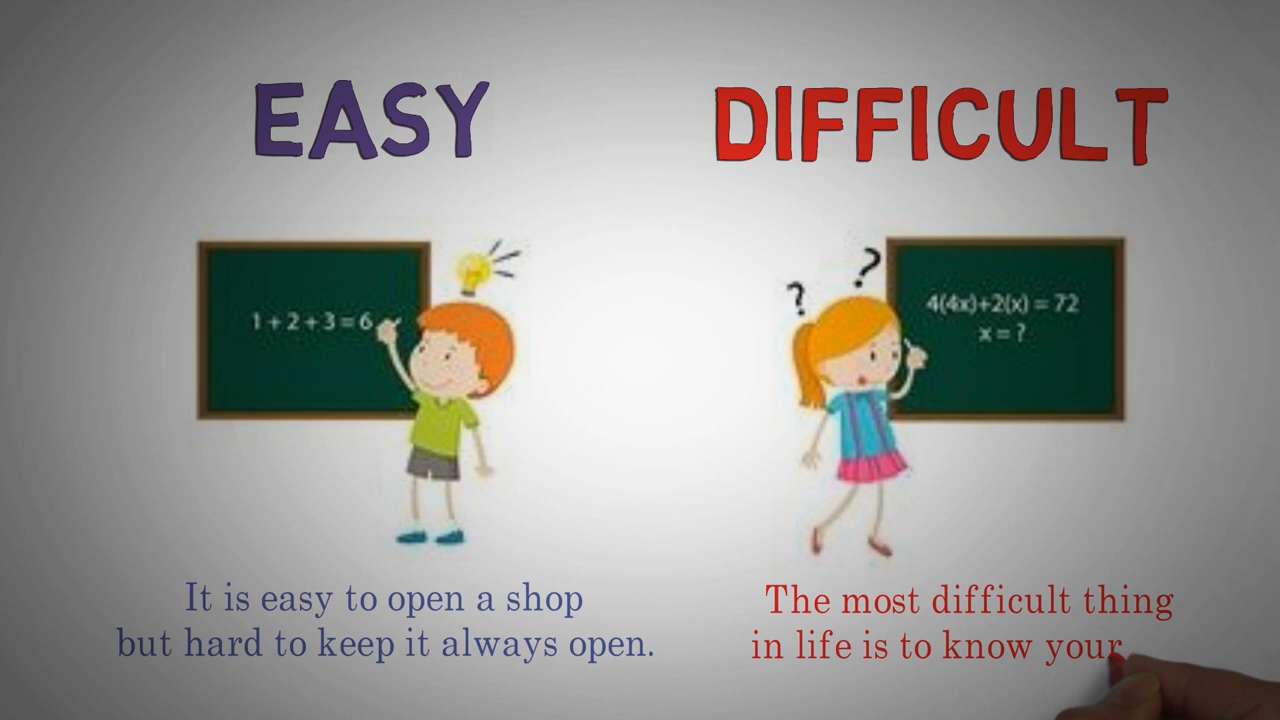 EASY
DIFFICULT
1 + 2 + 3 = 6
4(4x)+2(x) = 72
x = ?
? ?
It is easy to open a shop
but hard to keep it always open.
The most difficult thing
in life is to know your